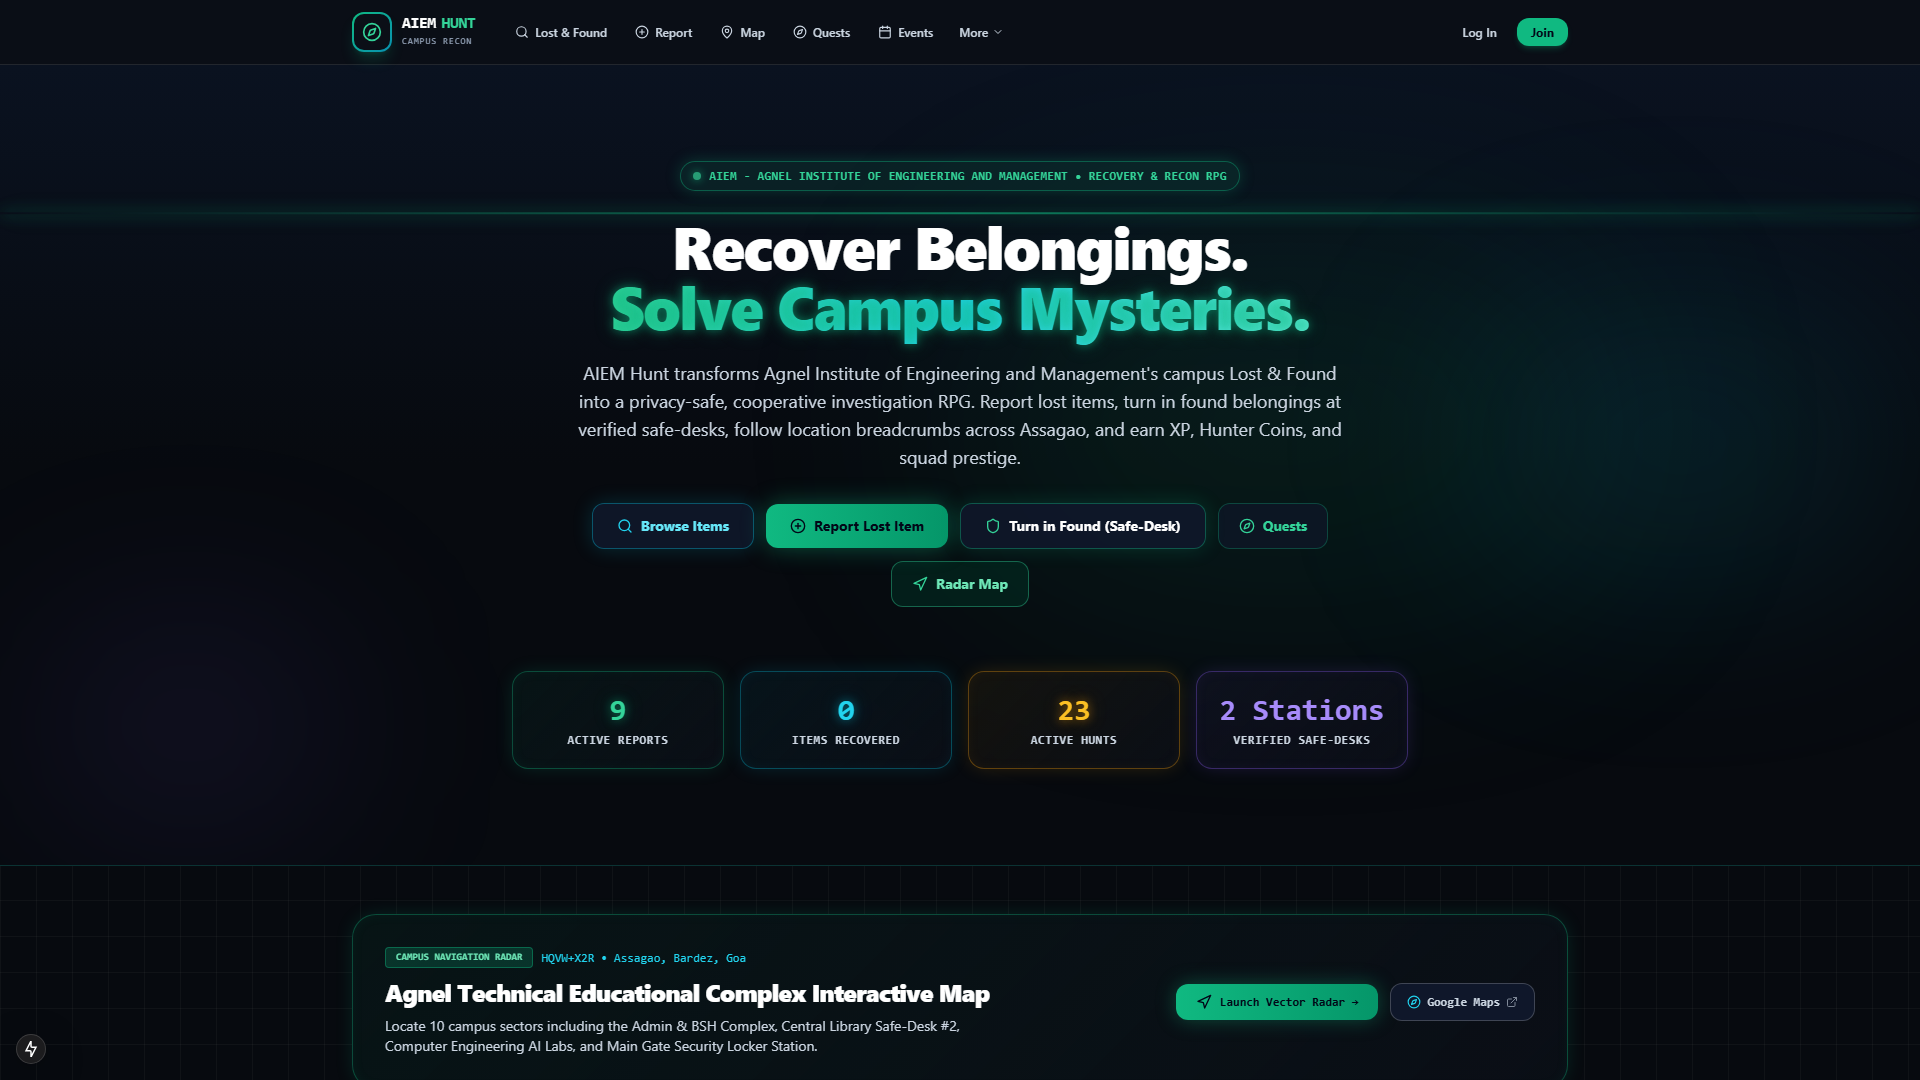 AIEM HUNT
CAMPUS RECON
Lost & Found
Report
Map
Quests
Events
More
Log In
Join
AIEM - AGNEL INSTITUTE OF ENGINEERING AND MANAGEMENT • RECOVERY & RECON RPG
Recover Belongings.
Solve Campus Mysteries.
AIEM Hunt transforms Agnel Institute of Engineering and Management's campus Lost & Found
into a privacy-safe, cooperative investigation RPG. Report lost items, turn in found belongings at
verified safe-desks, follow location breadcrumbs across Assagao, and earn XP, Hunter Coins, and
squad prestige.
Browse Items
Report Lost Item
Turn in Found (Safe-Desk)
Quests
Radar Map
9
ACTIVE REPORTS
0
ITEMS RECOVERED
23
ACTIVE HUNTS
2 Stations
VERIFIED SAFE-DESKS
CAMPUS NAVIGATION RADAR
HQVW+X2R • Assagao, Bardez, Goa
Agnel Technical Educational Complex Interactive Map
Locate 10 campus sectors including the Admin & BSH Complex, Central Library Safe-Desk #2,
Computer Engineering AI Labs, and Main Gate Security Locker Station.
Launch Vector Radar →
Google Maps